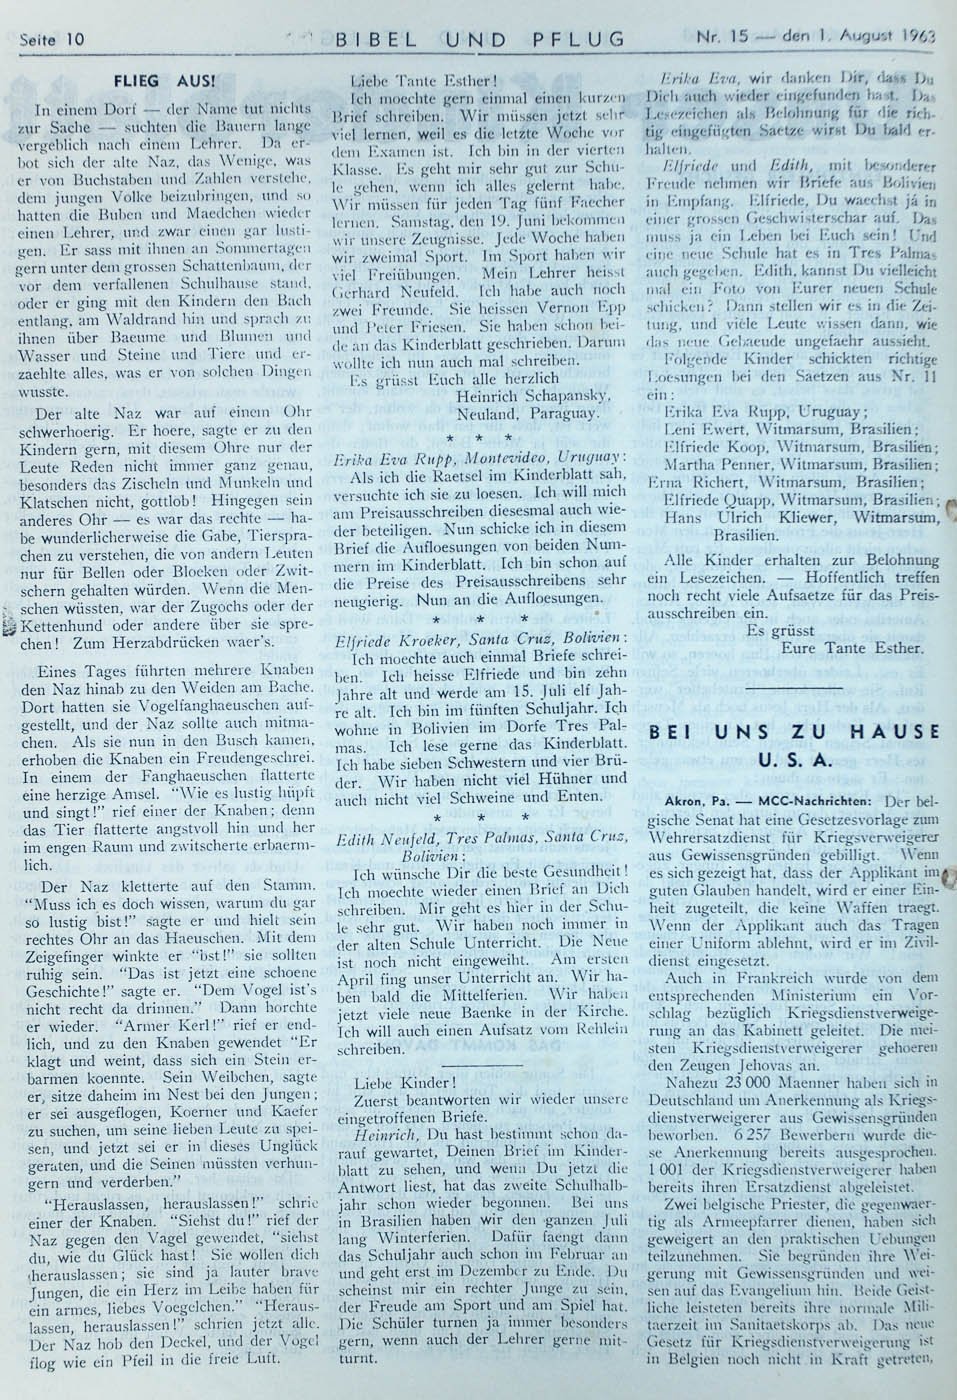 Seite 10
BIBEL UND PFLUG
Nr. 15 — den 1. August 1963
FLIEG AUS!
In einem Dorf — der Name tut nichts
zur Sache — suchten die Bauern lange
vergeblich nach einem Lehrer. Da er-
bot sich der alte Naz, das Wenige, was
er von Buchstaben und Zahlen verstehe,
dem jungen Volke beizubringen, und so
hatten die Buben und Maedchen wieder
einen Lehrer, und zwar einen gar lusti-
gen. Er sass mit ihnen an Sommertagen
gern unter dem grossen Schattenbaum, der
vor dem verfallenen Schulhause stand,
oder er ging mit den Kindern den Bach
entlang, am Waldrand hin und sprach zu
ihnen über Baeume und Blumen und
Wasser und Steine und Tiere und er-
zaehlte alles, was er von solchen Dingen
wusste.
Der alte Naz war auf einem Ohr
schwerhoerig. Er hoere, sagte er zu den
Kindern gern, mit diesem Ohre nur der
Leute Reden nicht immer ganz genau,
besonders das Zischeln und Munkeln und
Klatschen nicht, gottlob! Hingegen sein
anderes Ohr — es war das rechte — ha-
be wunderlicherweise die Gabe, Tierspra-
chen zu verstehen, die von andern Leuten
nur für Bellen oder Bloeken oder Zwit-
schern gehalten würden. Wenn die Men-
schen wüssten, war der Zugochs oder der
Kettenhund oder andere über sie spre-
chen! Zum Herzabdrücken waer's.
Eines Tages führten mehrere Knaben
den Naz hinab zu den Weiden am Bache.
Dort hatten sie Vogelfanghaeuschen auf-
gestellt, und der Naz sollte auch mitma-
chen. Als sie nun in den Busch kamen,
erhoben die Knaben ein Freudengeschrei.
In einem der Fanghaeuschen flatterte
eine herzige Amsel. "Wie es lustig hüpft
und singt!" rief einer der Knaben; denn
das Tier flatterte angstvoll hin und her
im engen Raum und zwitscherte erbaerm-
lich.
Der Naz kletterte auf den Stamm.
"Muss ich es doch wissen, warum du gar
so lustig bist!" sagte er und hielt sein
rechtes Ohr an das Haeuschen. Mit dem
Zeigefinger winkte er "bst!" sie sollten
ruhig sein. "Das ist jetzt eine schoene
Geschichte!" sagte er. "Dem Vogel ist's
nicht recht da drinnen." Dann horchte
er wieder. "Armer Kerl!" rief er end-
lich, und zu den Knaben gewendet "Er
klagt und weint, dass sich ein Stein er-
barmen koennte. Sein Weibchen, sagte
er, sitze daheim im Nest bei den Jungen;
er sei ausgeflogen, Koerner und Kaefer
zu suchen, um seine lieben Leute zu spei-
sen, und jetzt sei er in dieses Unglück
geraten, und die Seinen müssten verhun-
gern und verderben."
"Herauslassen, herauslassen!" schrie
einer der Knaben. "Siehst du!" rief der
Naz gegen den Vagel gewendet, "siehst
du, wie du Glück hast! Sie wollen dich
herauslassen; sie sind ja lauter brave
Jungen, die ein Herz im Leibe haben für
ein armes, liebes Voegelchen." "Heraus-
lassen, herauslassen!" schrien jetzt alle.
Der Naz hob den Deckel, und der Vogel
flog wie ein Pfeil in die freie Luft.
Liebe Tante Esther!
Ich moechte gern einmal einen kurzen
Brief schreiben. Wir müssen jetzt sehr
viel lernen, weil es die letzte Woche vor
dem Examen ist. Ich bin in der vierten
Klasse. Es geht mir sehr gut zur Schu-
le gehen, wenn ich alles gelernt habe.
Wir müssen für jeden Tag fünf Faecher
lernen. Samstag, den 19. Juni bekommen
wir unsere Zeugnisse. Jede Woche haben
wir zweimal Sport. Im Sport haben wir
viel Freiübungen. Mein Lehrer heisst
Gerhard Neufeld. Ich habe auch noch
zwei Freunde. Sie heissen Vernon Epp
und Peter Friesen. Sie haben schon bei-
de an das Kinderblatt geschrieben. Darum
wollte ich nun auch mal schreiben.
Es grüsst Euch alle herzlich
Heinrich Schapansky,
Neuland, Paraguay.
* * *
Erika Eva Rupp, Montevideo, Uruguay:
Als ich die Raetsel im Kinderblatt sah,
versuchte ich sie zu loesen. Ich will mich
am Preisausschreiben diesesmal auch wie-
der beteiligen. Nun schicke ich in diesem
Brief die Aufloesungen von beiden Num-
mern im Kinderblatt. Ich bin schon auf
die Preise des Preisausschreibens sehr
neugierig. Nun an die Aufloesungen.
* * *
Elfriede Kroeker, Santa Cruz, Bolivien:
Ich moechte auch einmal Briefe schrei-
ben. Ich heisse Elfriede und bin zehn
Jahre alt und werde am 15. Juli elf Jah-
re alt. Ich bin im fünften Schuljahr. Ich
wohne in Bolivien im Dorfe Tres Pal-
mas. Ich lese gerne das Kinderblatt.
Ich habe sieben Schwestern und vier Brü-
der. Wir haben nicht viel Hühner und
auch nicht viel Schweine und Enten.
* * *
Edith Neufeld, Tres Palmas, Santa Cruz,
Bolivien:
Ich wünsche Dir die beste Gesundheit!
Ich moechte wieder einen Brief an Dich
schreiben. Mir geht es hier in der Schu-
le sehr gut. Wir haben noch immer in
der alten Schule Unterricht. Die Neue
ist noch nicht eingeweiht. Am ersten
April fing unser Unterricht an. Wir ha-
ben bald die Mittelferien. Wir haben
jetzt viele neue Baenke in der Kirche.
Ich will auch einen Aufsatz vom Rehlein
schreiben.
Liebe Kinder!
Zuerst beantworten wir wieder unsere
eingetroffenen Briefe.
Heinrich, Du hast bestimmt schon da-
rauf gewartet, Deinen Brief im Kinder-
blatt zu sehen, und wenn Du jetzt die
Antwort liest, hat das zweite Schulhalb-
jahr schon wieder begonnen. Bei uns
in Brasilien haben wir den ganzen Juli
lang Winterferien. Dafür faengt dann
das Schuljahr auch schon im Februar an
und geht erst im Dezember zu Ende. Du
scheinst mir ein rechter Junge zu sein,
der Freude am Sport und am Spiel hat.
Die Schüler turnen ja immer besonders
gern, wenn auch der Lehrer gerne mit-
turnt.
Erika Eva, wir danken Dir, dass Du
Dich auch wieder eingefunden hast. Das
Lesezeichen als Belohnung für die rich-
tig eingefügten Saetze wirst Du bald er-
halten.
Elfriede und Edith, mit besonderer
Freude nehmen wir Briefe aus Bolivien
in Empfang. Elfriede, Du waechst já in
einer grossen Geschwisterschar auf. Das
muss ja ein Leben bei Euch sein! Und
eine neue Schule hat es in Tres Palmas
auch gegeben. Edith, kannst Du vielleicht
mal ein Foto von Eurer neuen Schule
schicken? Dann stellen wir es in die Zei-
tung, und viele Leute wissen dann, wie
das neue Gebaeude ungefaehr aussieht.
Folgende Kinder schickten richtige
Loesungen bei den Saetzen aus Nr. 11
ein:
Erika Eva Rupp, Uruguay;
Leni Ewert, Witmarsum, Brasilien;
Elfriede Koop, Witmarsum, Brasilien;
Martha Penner, Witmarsum, Brasilien;
Erna Richert, Witmarsum, Brasilien;
Elfriede Quapp, Witmarsum, Brasilien;
Hans Ulrich Kliewer, Witmarsum,
Brasilien.
Alle Kinder erhalten zur Belohnung
ein Lesezeichen. — Hoffentlich treffen
noch recht viele Aufsaetze für das Preis-
ausschreiben ein.
Es grüsst
Eure Tante Esther.
BEI UNS ZU HAUSE
U. S. A.
Akron, Pa. — MCC-Nachrichten: Der bel-
gische Senat hat eine Gesetzesvorlage zum
Wehrersatzdienst für Kriegsverweigerer
aus Gewissensgründen gebilligt. Wenn
es sich gezeigt hat, dass der Applikant im
guten Glauben handelt, wird er einer Ein-
heit zugeteilt, die keine Waffen traegt.
Wenn der Applikant auch das Tragen
einer Uniform ablehnt, wird er im Zivil-
dienst eingesetzt.
Auch in Frankreich wurde von dem
entsprechenden Ministerium ein Vor-
schlag bezüglich Kriegsdienstverweige-
rung an das Kabinett geleitet. Die mei-
sten Kriegsdienstverweigerer gehoeren
den Zeugen Jehovas an.
Nahezu 23 000 Maenner haben sich in
Deutschland um Anerkennung als Kriegs-
dienstverweigerer aus Gewissensgründen
beworben. 6 257 Bewerbern wurde die-
se Anerkennung bereits ausgesprochen.
1 001 der Kriegsdienstverweigerer haben
bereits ihren Ersatzdienst abgeleistet.
Zwei belgische Priester, die gegenwaer-
tig als Armeepfarrer dienen, haben sich
geweigert an den praktischen Uebungen
teilzunehmen. Sie begründen ihre Wei-
gerung mit Gewissensgründen und wei-
sen auf das Evangelium hin. Beide Geist-
liche leisteten bereits ihre normale Mili-
taerzeit im Sanitaetskorps ab. Das neue
Gesetz für Kriegsdienstverweigerung ist
in Belgien noch nicht in Kraft getreten,